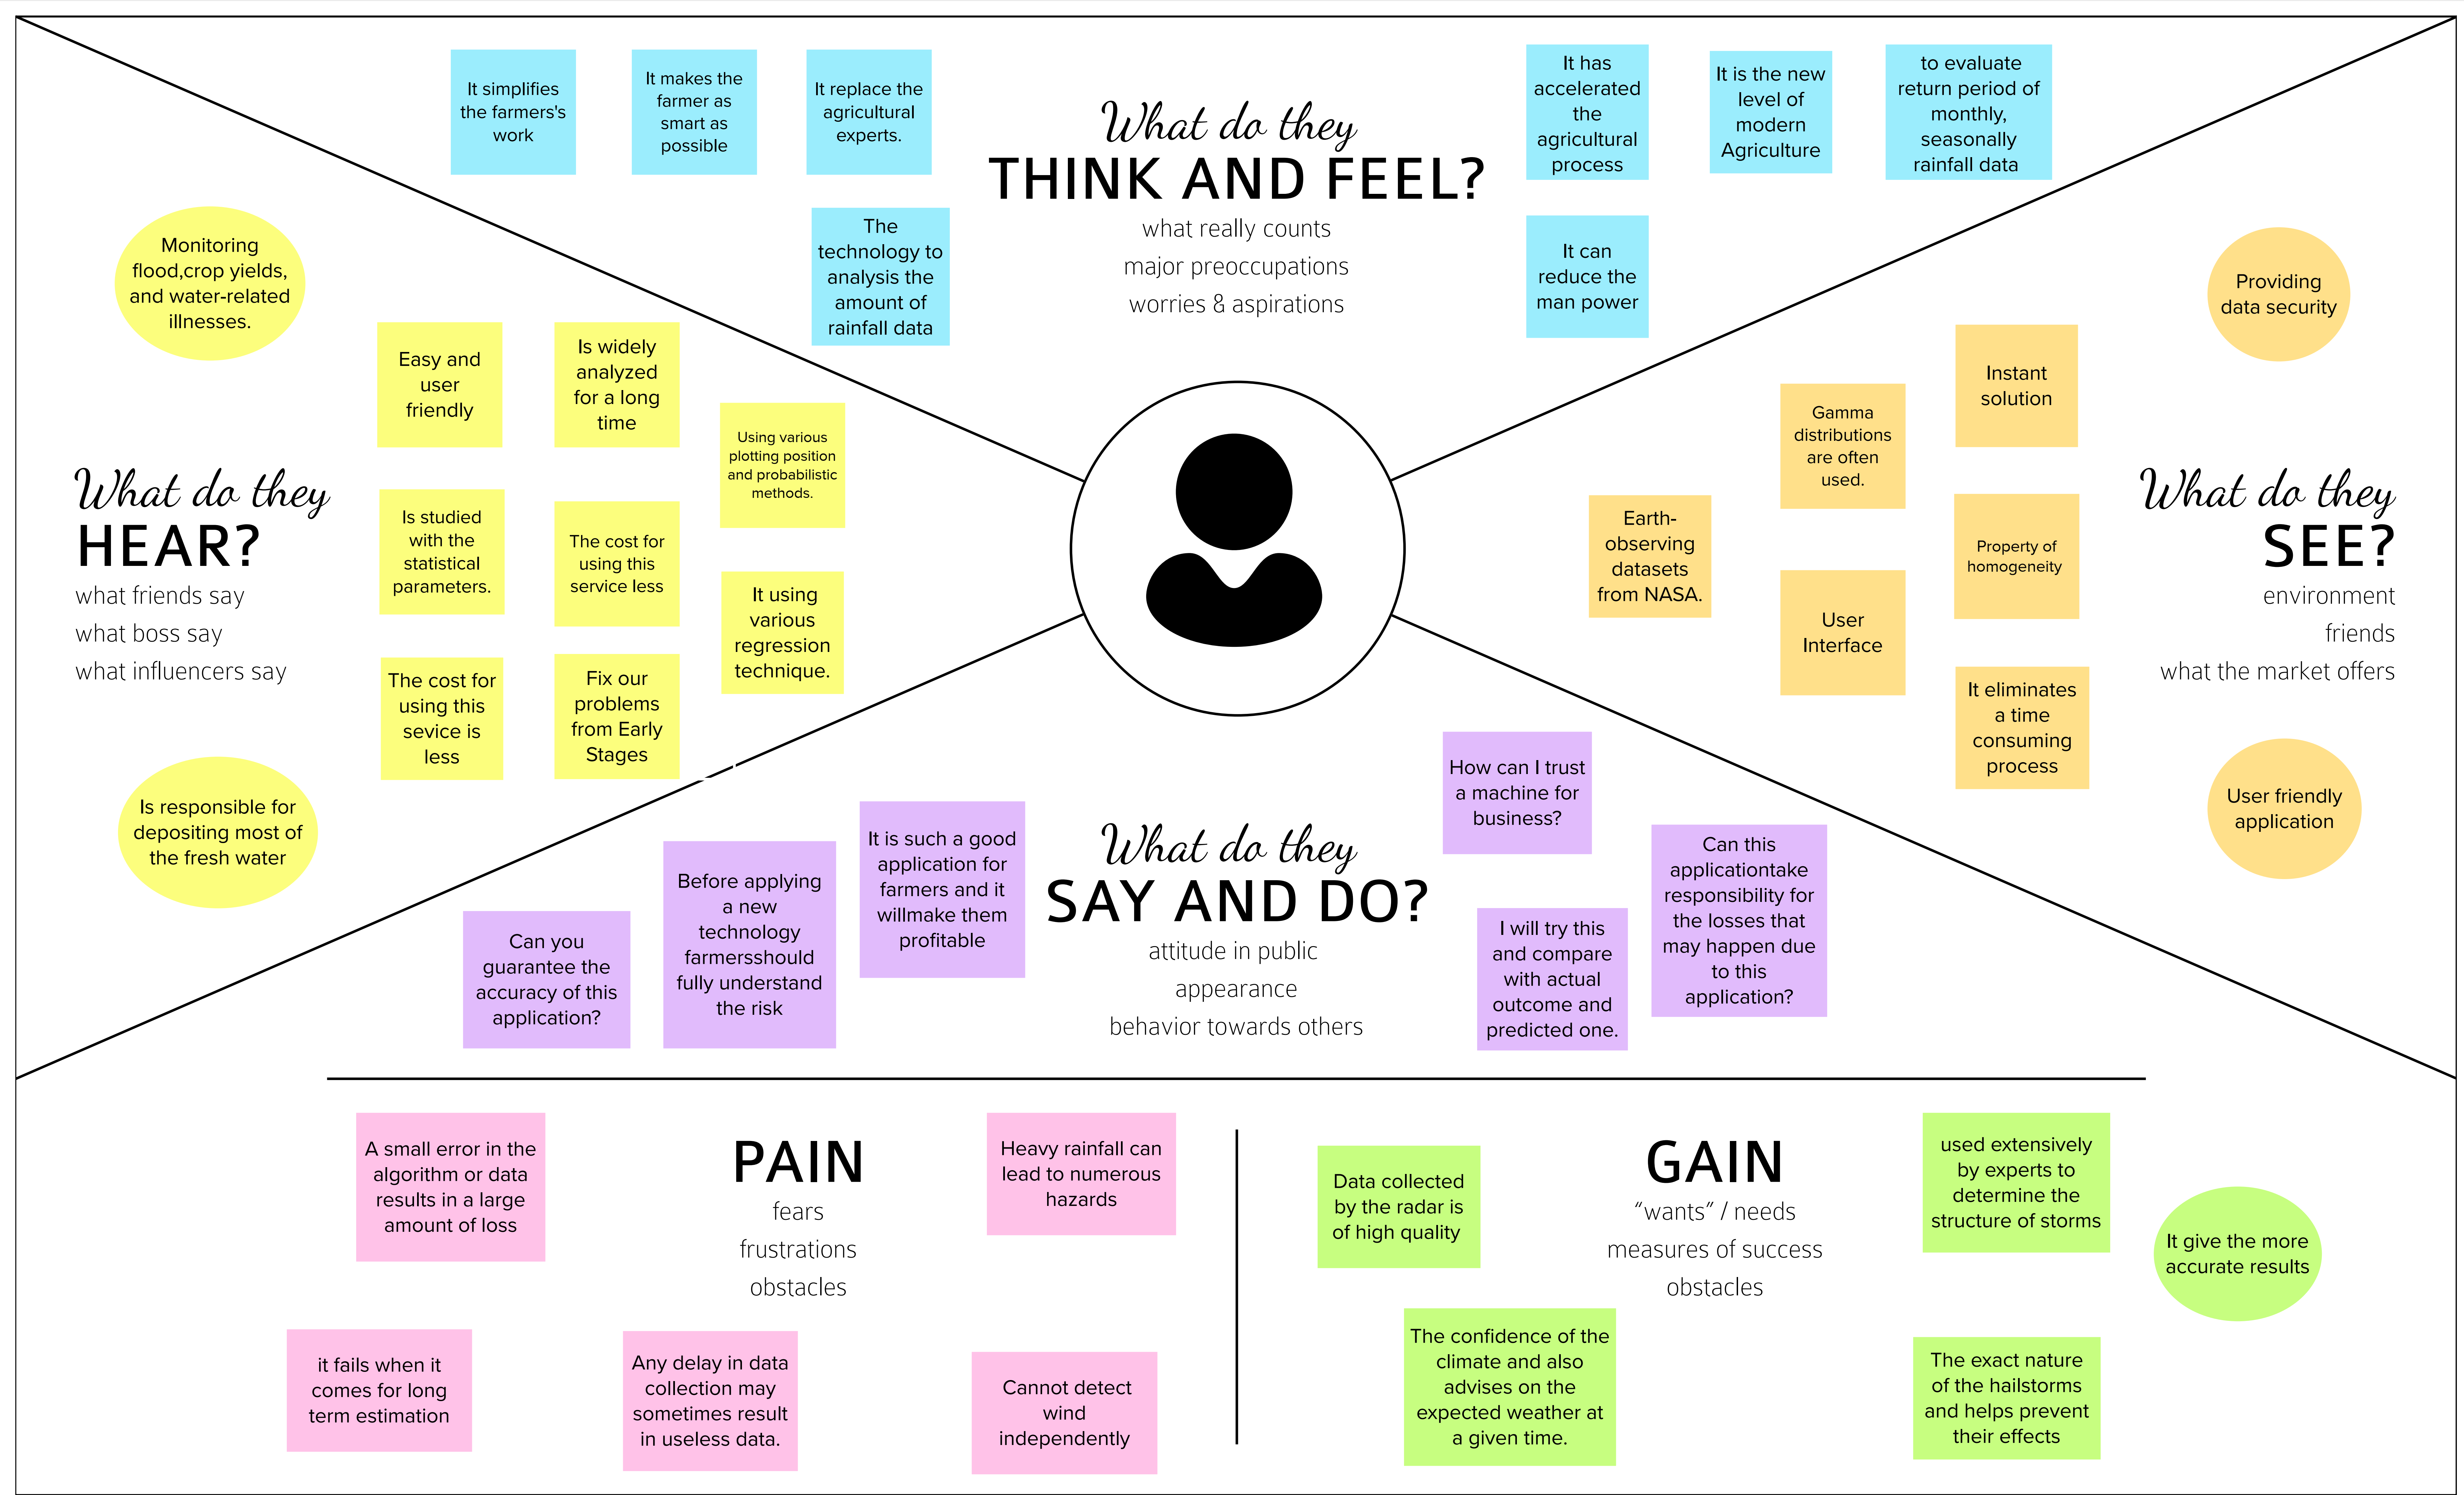 It simplifies
the farmers's
work
It makes the
farmer as
smart as
possible
It replace the
agricultural
experts.
The
technology to
analysis the
amount of
rainfall data
What do they
THINK AND FEEL?
what really counts
major preoccupations
worries & aspirations
It has
accelerated
the
agricultural
process
It is the new
level of
modern
Agriculture
to evaluate
return period of
monthly,
seasonally
rainfall data
It can
reduce the
man power
Monitoring
flood,crop yields,
and water-related
illnesses.
Easy and
user
friendly
Is widely
analyzed
for a long
time
Using various
plotting position
and probabilistic
methods.
What do they
HEAR?
what friends say
what boss say
what influencers say
Is studied
with the
statistical
parameters.
The cost for
using this
service less
It using
various
regression
technique.
The cost for
using this
sevice is
less
Fix our
problems
from Early
Stages
Is responsible for
depositing most of
the fresh water
Providing
data security
Instant
solution
Gamma
distributions
are often
used.
Earth-
observing
datasets
from NASA.
Property of
homogeneity
User
Interface
It eliminates
a time
consuming
process
What do they
SEE?
environment
friends
what the market offers
User friendly
application
Can you
guarantee the
accuracy of this
application?
Before applying
a new
technology
farmersshould
fully understand
the risk
It is such a good
application for
farmers and it
willmake them
profitable
What do they
SAY AND DO?
attitude in public
appearance
behavior towards others
How can I trust
a machine for
business?
I will try this
and compare
with actual
outcome and
predicted one.
Can this
applicationtake
responsibility for
the losses that
may happen due
to this
application?
A small error in the
algorithm or data
results in a large
amount of loss
PAIN
fears
frustrations
obstacles
Heavy rainfall can
lead to numerous
hazards
it fails when it
comes for long
term estimation
Any delay in data
collection may
sometimes result
in useless data.
Cannot detect
wind
independently
Data collected
by the radar is
of high quality
GAIN
“wants” / needs
measures of success
obstacles
used extensively
by experts to
determine the
structure of storms
It give the more
accurate results
The confidence of the
climate and also
advises on the
expected weather at
a given time.
The exact nature
of the hailstorms
and helps prevent
their effects